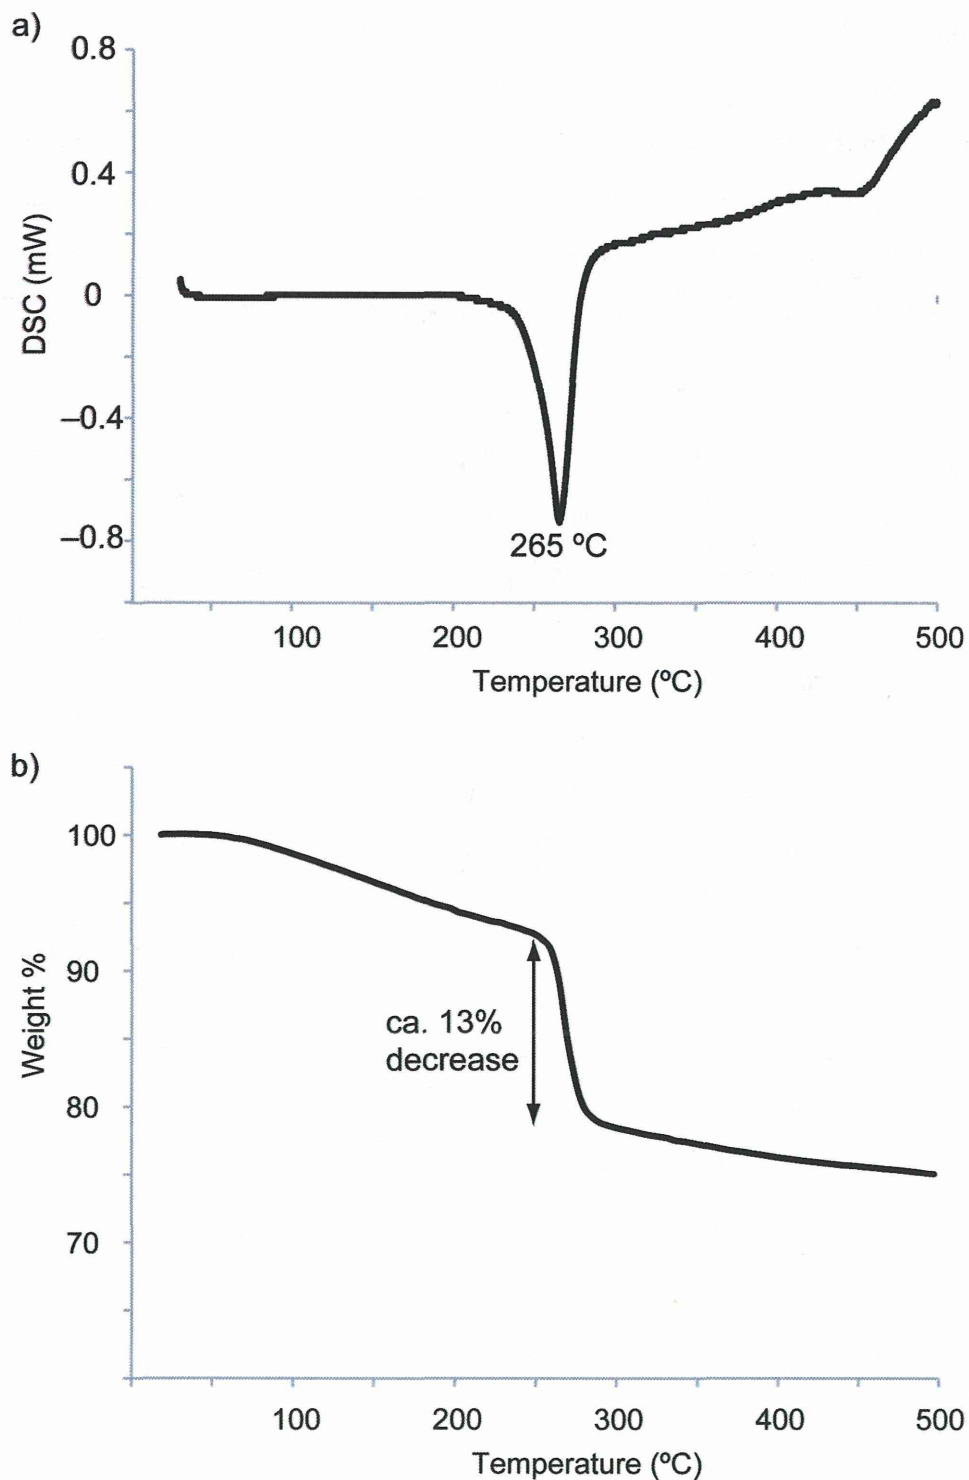 a)
0.8
0.4
0
–0.4
–0.8
DSC (mW)
265 ºC
100 200 300 400 500
Temperature (ºC)
b)
100
90
80
70
Weight %
ca. 13%
decrease
100 200 300 400 500
Temperature (ºC)